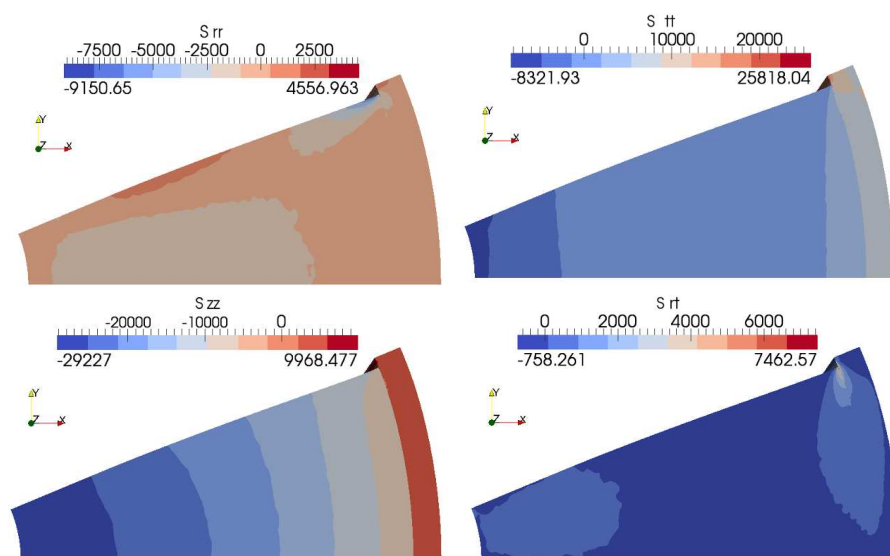 S rr
-7500 -5000 -2500 0 2500
-9150.65 4556.963
Y
Z X
S tt
0 10000 20000
-8321.93 25818.04
Y
Z X
S zz
-20000 -10000 0
-29227 9968.477
Y
Z X
S rt
0 2000 4000 6000
-758.261 7462.57
Y
Z X